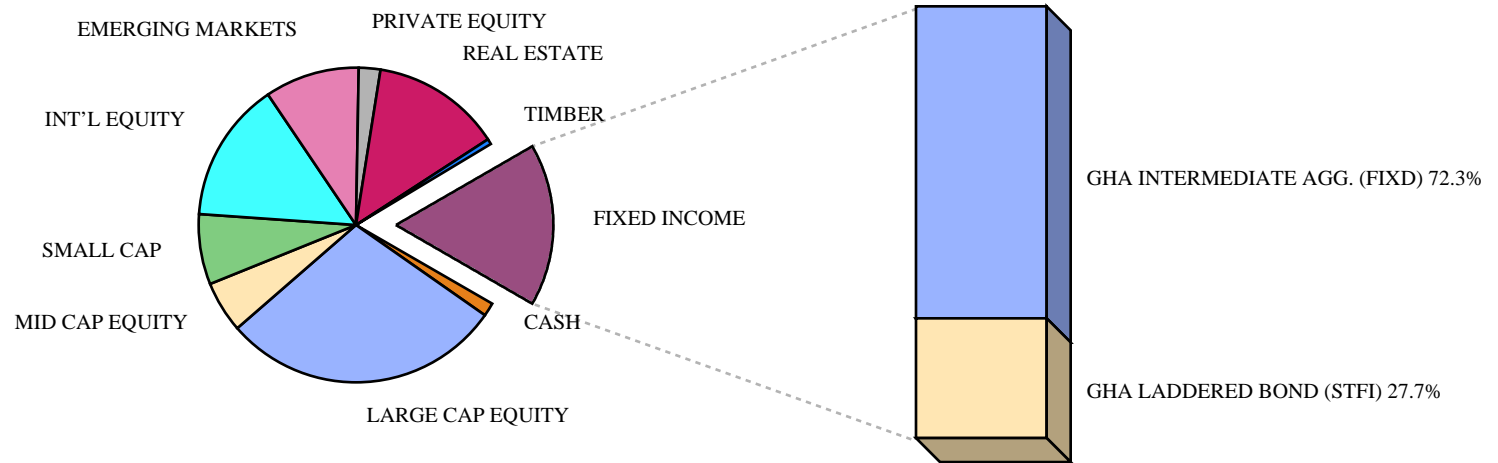 PRIVATE EQUITY
EMERGING MARKETS
REAL ESTATE
INT'L EQUITY
TIMBER
GHA INTERMEDIATE AGG. (FIXD) 72.3%
FIXED INCOME
SMALL CAP
MID CAP EQUITY
CASH
GHA LADDERED BOND (STFI) 27.7%
LARGE CAP EQUITY